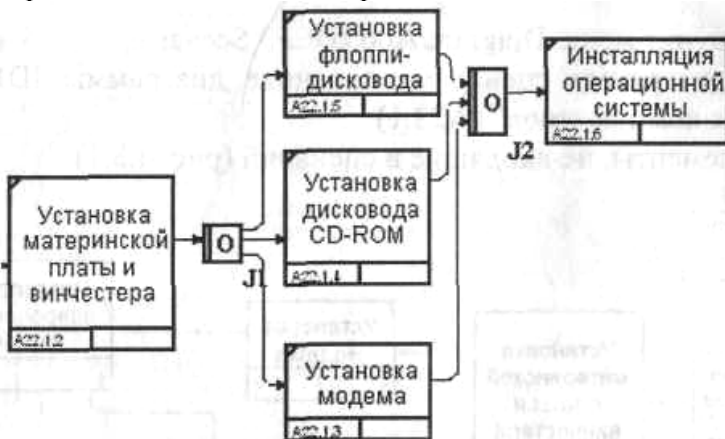 Установка
флоппи-
дисковода
A22.1.5
O
J2
Инсталляция
операционной
системы
A22.1.6
Установка
материнской
платы и
винчестера
A22.1.2
O
J1
Установка
дисковода
CD-ROM
A22.1.4
Установка
модема
A22.1.3